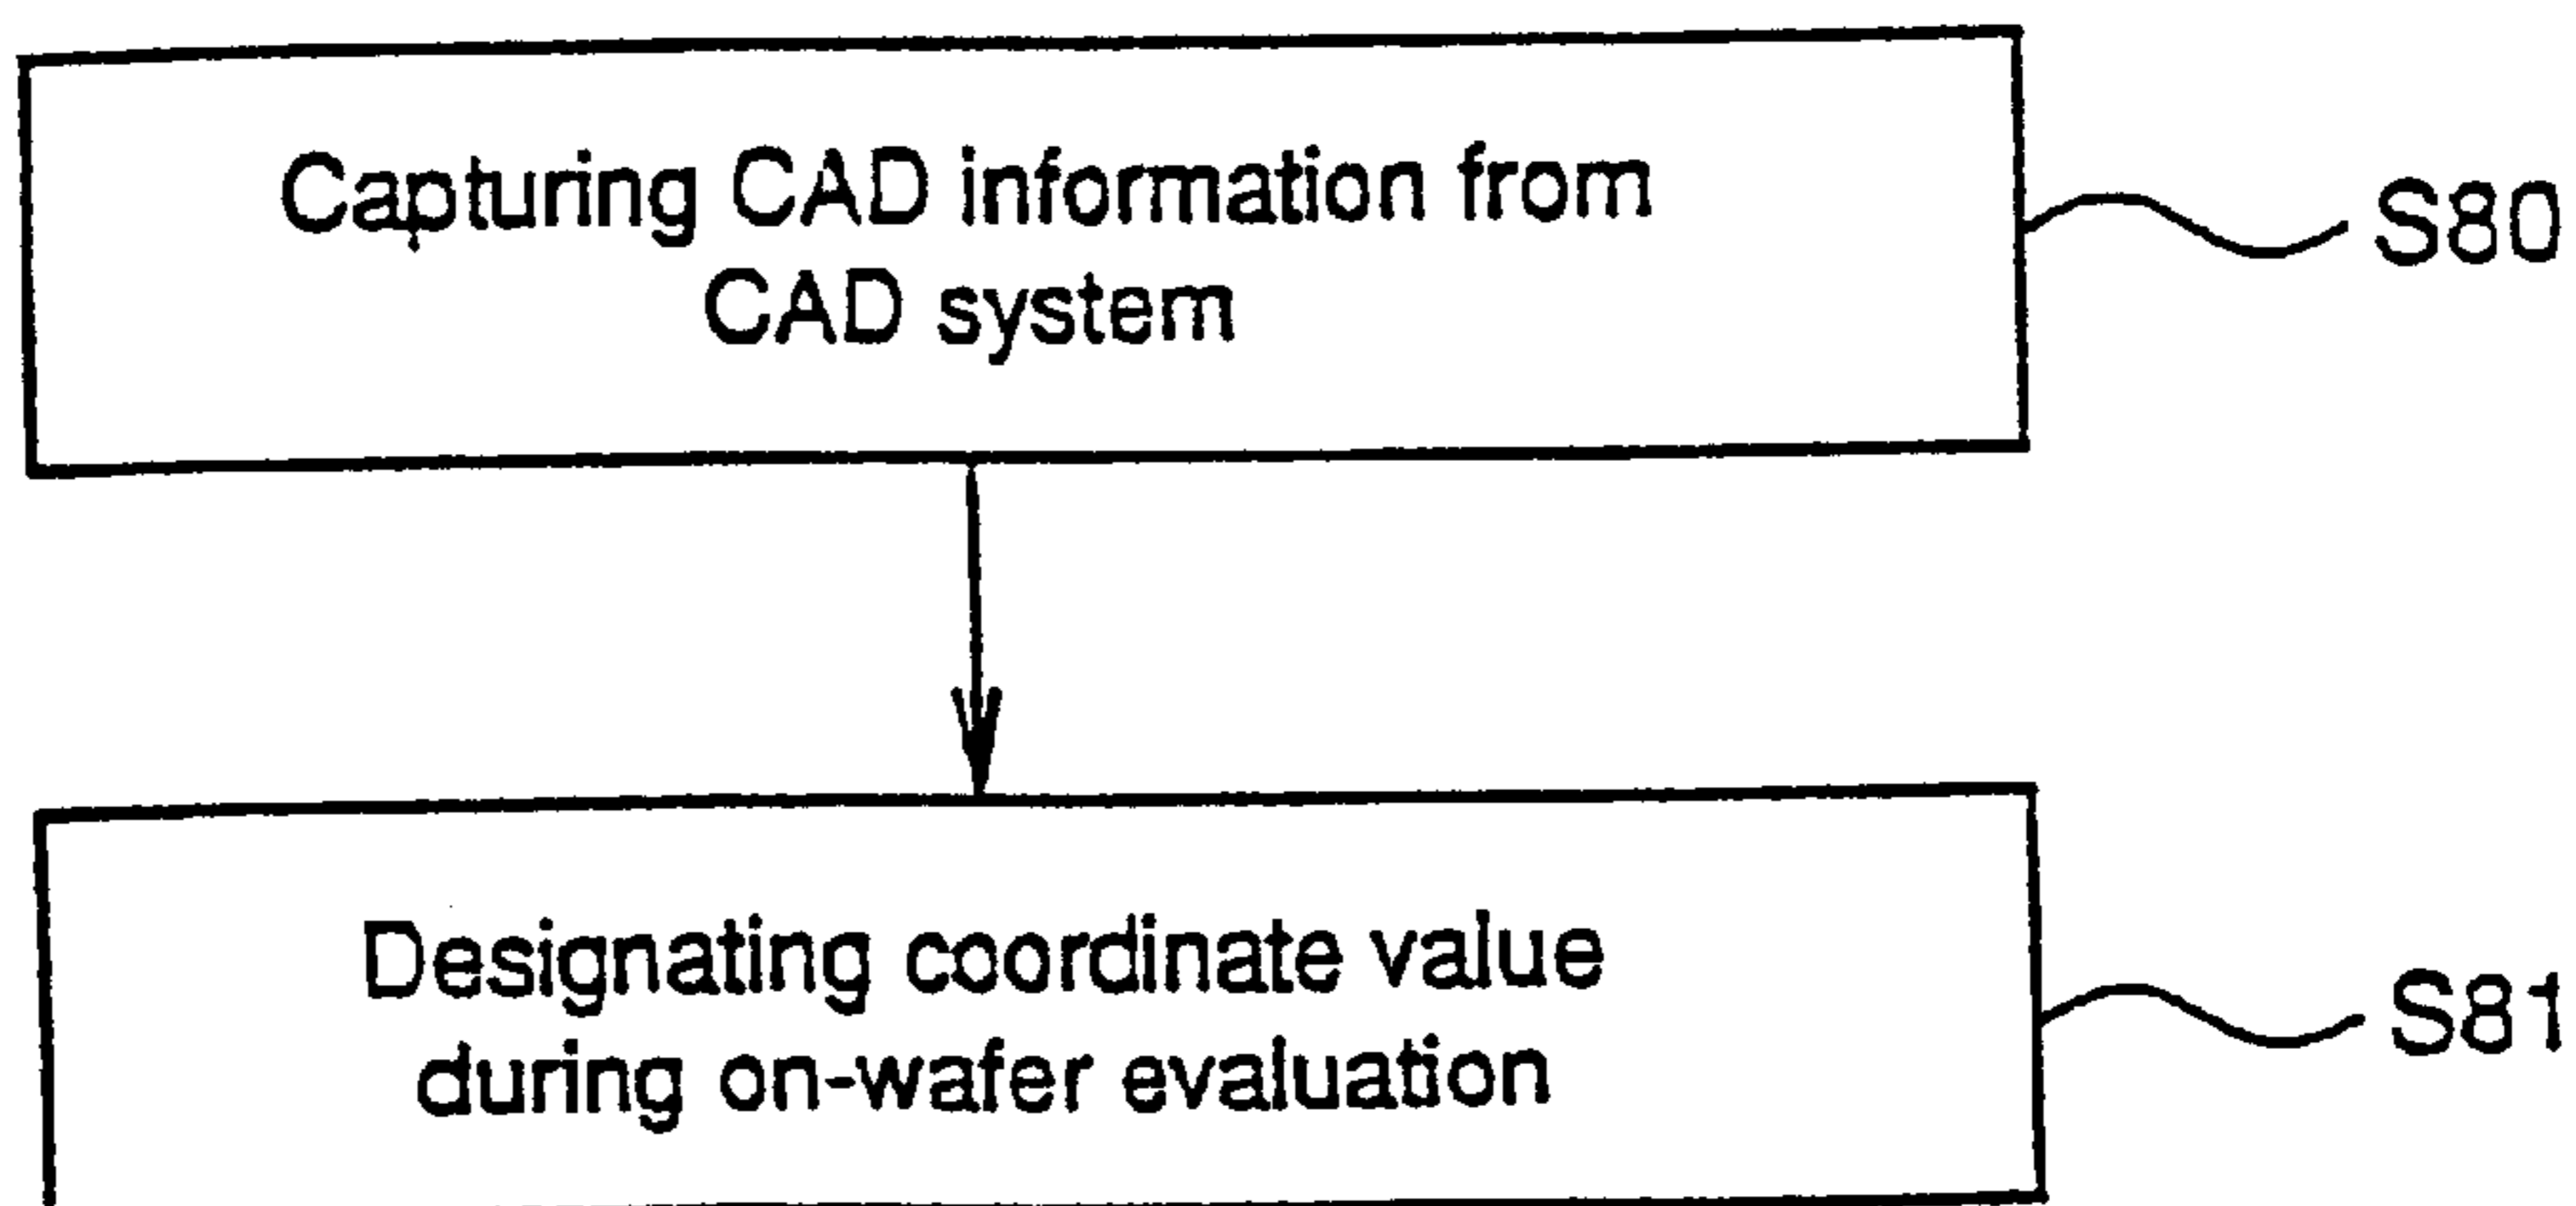 Capturing CAD information from
CAD system
S80
Designating coordinate value
during on-wafer evaluation
S81